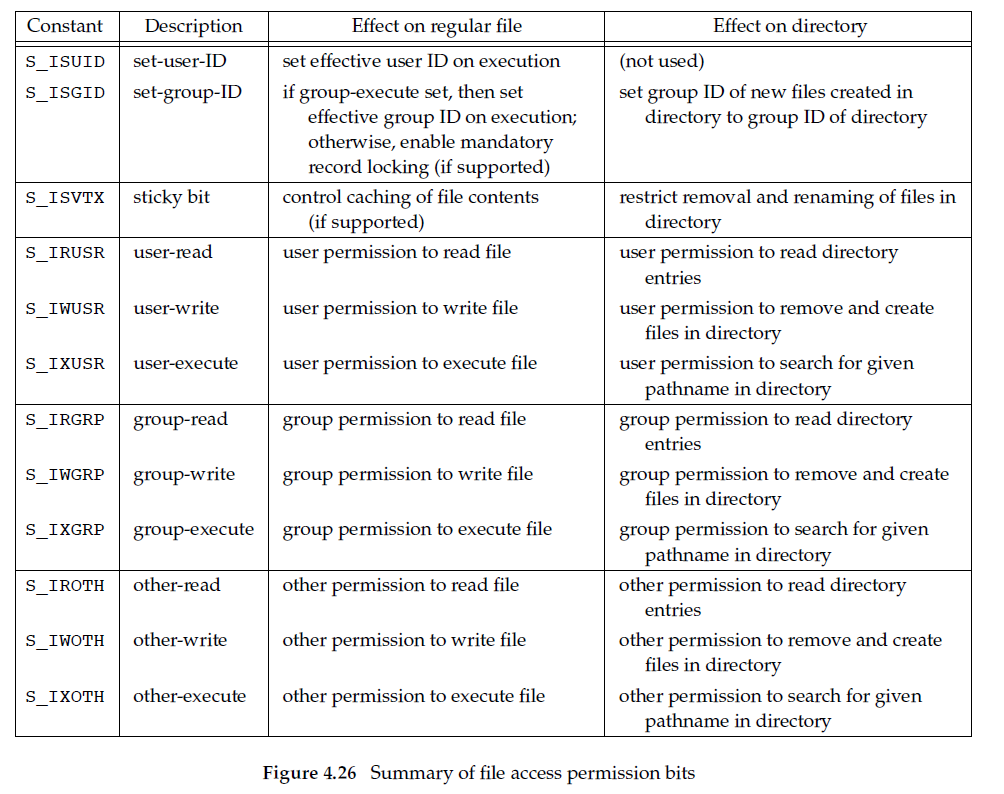 Constant Description Effect on regular file Effect on directory
S_ISUID set-user-ID set effective user ID on execution (not used)
S_ISGID set-group-ID if group-execute set, then set set group ID of new files created in
effective group ID on execution; directory to group ID of directory
otherwise, enable mandatory
record locking (if supported)
S_ISVTX sticky bit control caching of file contents restrict removal and renaming of files in
(if supported) directory
S_IRUSR user-read user permission to read file user permission to read directory
entries
S_IWUSR user-write user permission to write file user permission to remove and create
files in directory
S_IXUSR user-execute user permission to execute file user permission to search for given
pathname in directory
S_IRGRP group-read group permission to read file group permission to read directory
entries
S_IWGRP group-write group permission to write file group permission to remove and create
files in directory
S_IXGRP group-execute group permission to execute file group permission to search for given
pathname in directory
S_IROTH other-read other permission to read file other permission to read directory
entries
S_IWOTH other-write other permission to write file other permission to remove and create
files in directory
S_IXOTH other-execute other permission to execute file other permission to search for given
pathname in directory
Figure 4.26 Summary of file access permission bits